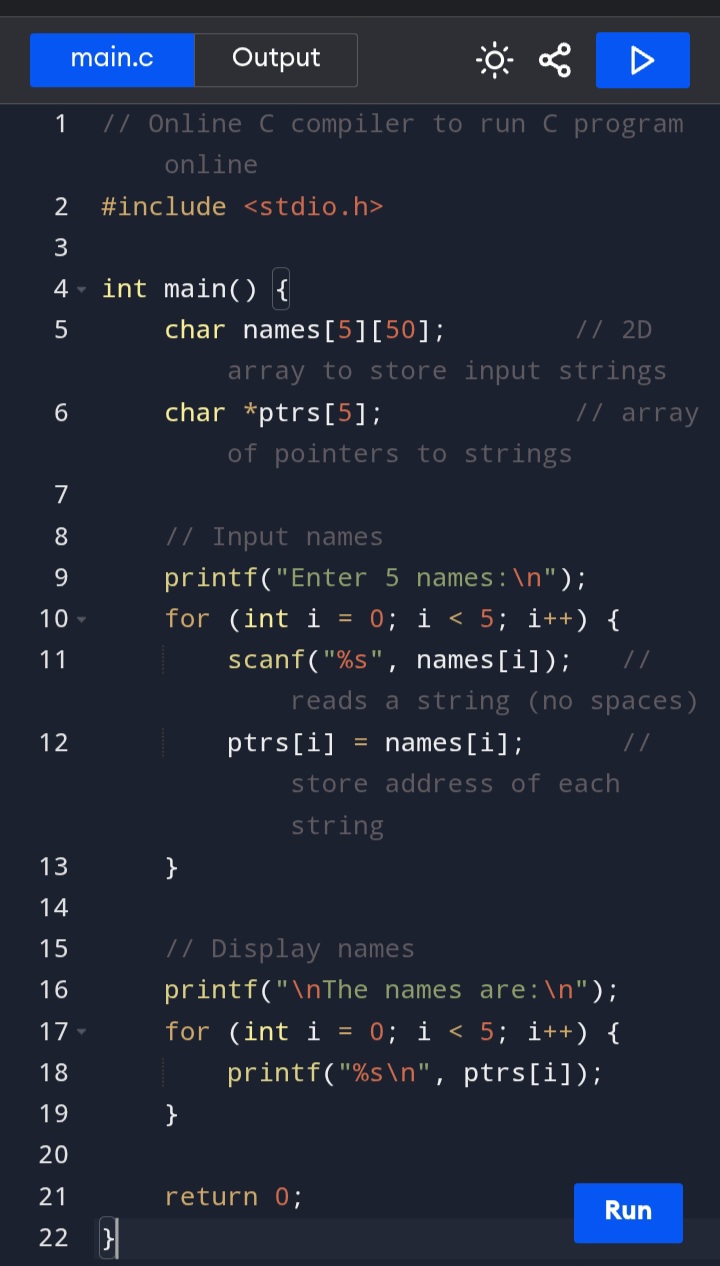 main.c Output
1 // Online C compiler to run C program
online
2 #include <stdio.h>
3
4 int main() {
5 char names[5][50]; // 2D
array to store input strings
6 char *ptrs[5]; // array
of pointers to strings
7
8 // Input names
9 printf("Enter 5 names:\n");
10 for (int i = 0; i < 5; i++) {
11 scanf("%s", names[i]); //
reads a string (no spaces)
12 ptrs[i] = names[i]; //
store address of each
string
13 }
14
15 // Display names
16 printf("\nThe names are:\n");
17 for (int i = 0; i < 5; i++) {
18 printf("%s\n", ptrs[i]);
19 }
20
21 return 0;
Run
22 }